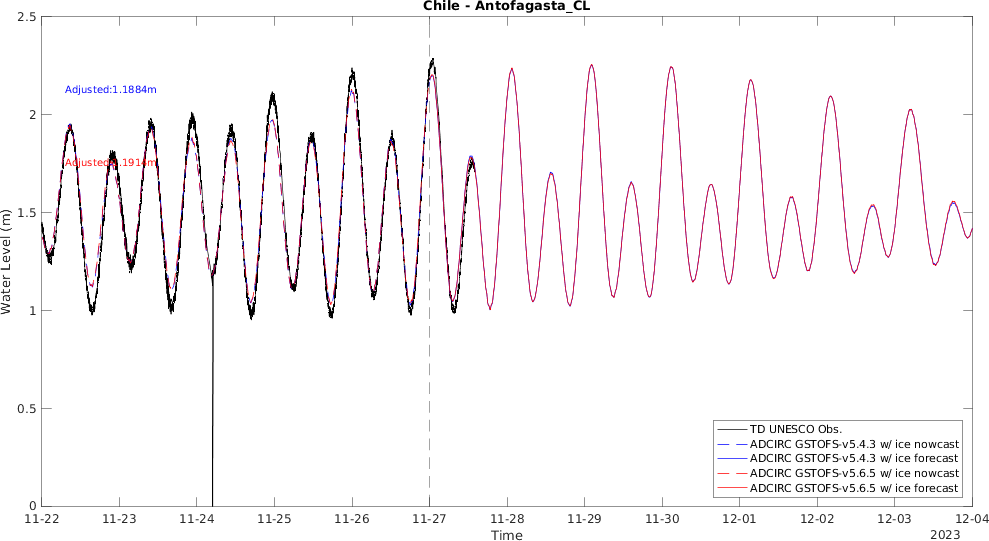 Chile - Antofagasta_CL
2.5
2
1.5
1
0.5
0
Water Level (m)
Adjusted:1.1884m
Adjusted:1.1914m
TD UNESCO Obs.
ADCIRC GSTOFS-v5.4.3 w/ ice nowcast
ADCIRC GSTOFS-v5.4.3 w/ ice forecast
ADCIRC GSTOFS-v5.6.5 w/ ice nowcast
ADCIRC GSTOFS-v5.6.5 w/ ice forecast
11-22 11-23 11-24 11-25 11-26 11-27 11-28 11-29 11-30 12-01 12-02 12-03 12-04
Time
2023